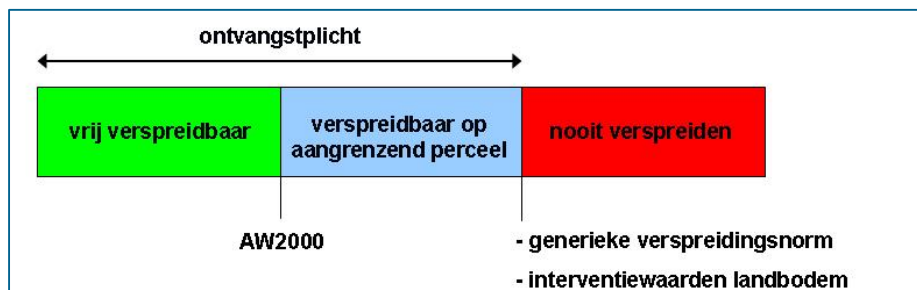 ontvangstplicht
vrij verspreidbaar
verspreidbaar op
aangrenzend perceel
nooit verspreiden
AW2000
- generieke verspreidingsnorm
- interventiewaarden landbodem